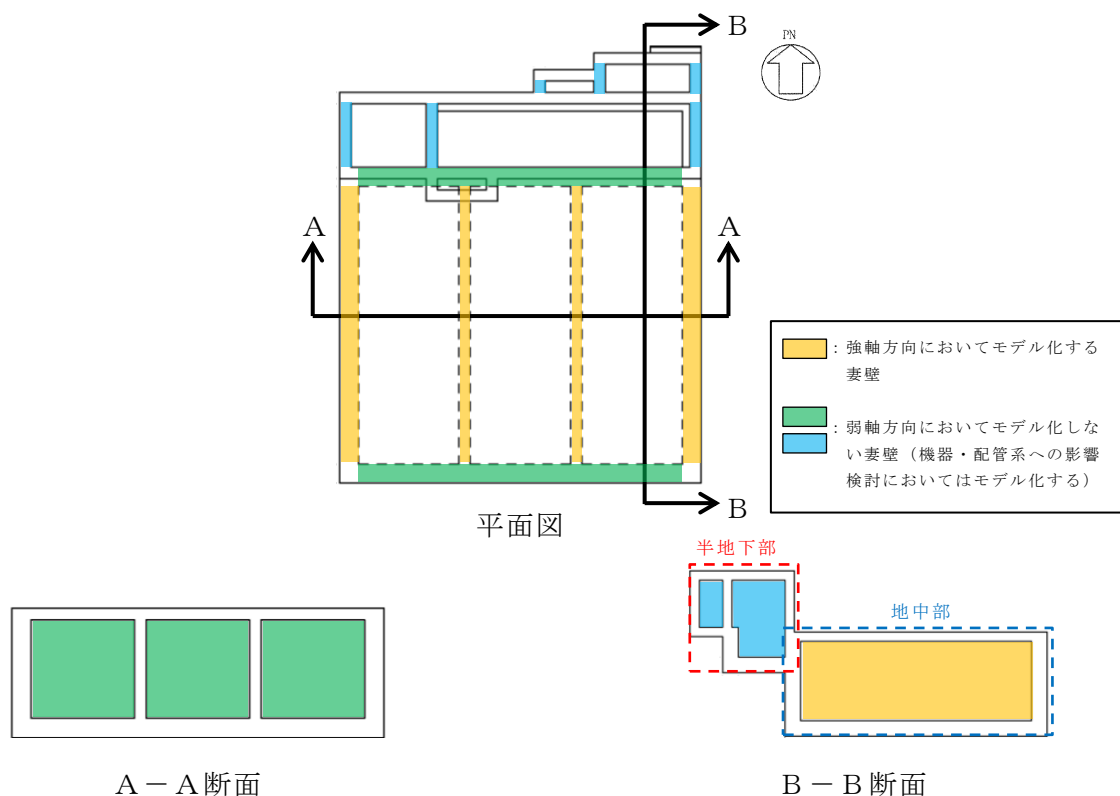 B
PN
A
A
：強軸方向においてモデル化する
妻壁
：弱軸方向においてモデル化しな
い妻壁（機器・配管系への影響
検討においてはモデル化する）
B
平面図
半地下部
地中部
A－A断面
B－B断面